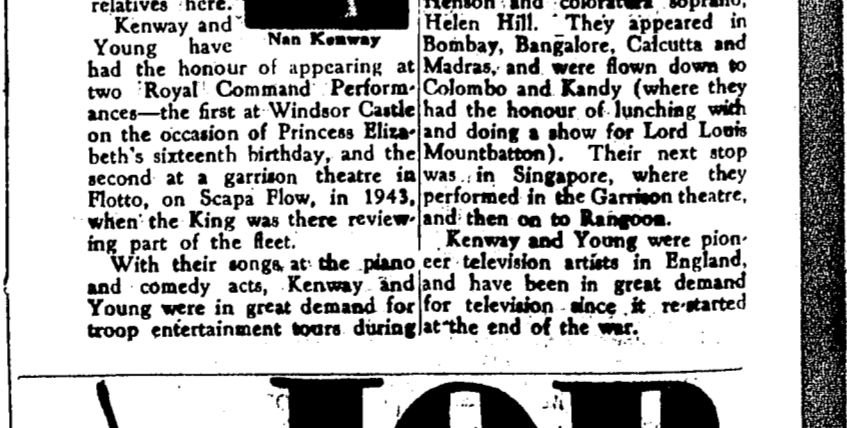 relatives here.
Kenway and
Young have
Nan Kenway
had the honour of appearing at
two Royal Command Perform-
ances—the first at Windsor Castle
on the occasion of Princess Eliza-
beth's sixteenth birthday, and the
second at a garrison theatre in
Flotto, on Scapa Flow, in 1943,
when the King was there review-
ing part of the fleet.
With their songs at the piano
and comedy acts, Kenway and
Young were in great demand for
troop entertainment tours during
Henson and coloratura soprano,
Helen Hill. They appeared in
Bombay, Bangalore, Calcutta and
Madras, and were flown down to
Colombo and Kandy (where they
had the honour of lunching with
and doing a show for Lord Louis
Mountbatton). Their next stop
was in Singapore, where they
performed in the Garrison theatre,
and then on to Rangoon.
Kenway and Young were pion-
eer television artists in England,
and have been in great demand
for television since it re-started
at the end of the war.